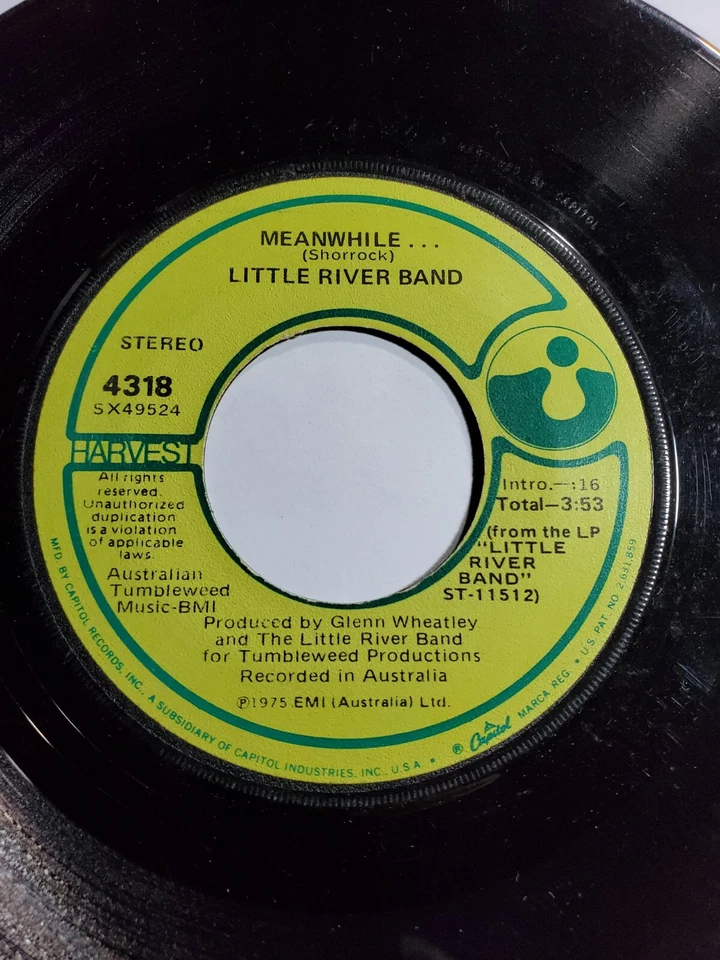 MEANWHILE...
(Shorrock)
LITTLE RIVER BAND
STEREO
4318
SX49524
HARVEST
All rights
reserved.
Unauthorized
duplication
is a violation
of applicable
laws.
Australian
Tumbleweed
Music-BMI
Intro.—:16
Total—3:53
(from the LP
"LITTLE
RIVER
BAND"
ST-11512)
Produced by Glenn Wheatley
and The Little River Band
for Tumbleweed Productions
Recorded in Australia
℗1975 EMI (Australia) Ltd.
MFD. BY CAPITOL RECORDS, INC., A SUBSIDIARY OF CAPITOL INDUSTRIES, INC., U.S.A. • ® Capitol MARCA REG. • U.S. PAT. NO. 2,631,859